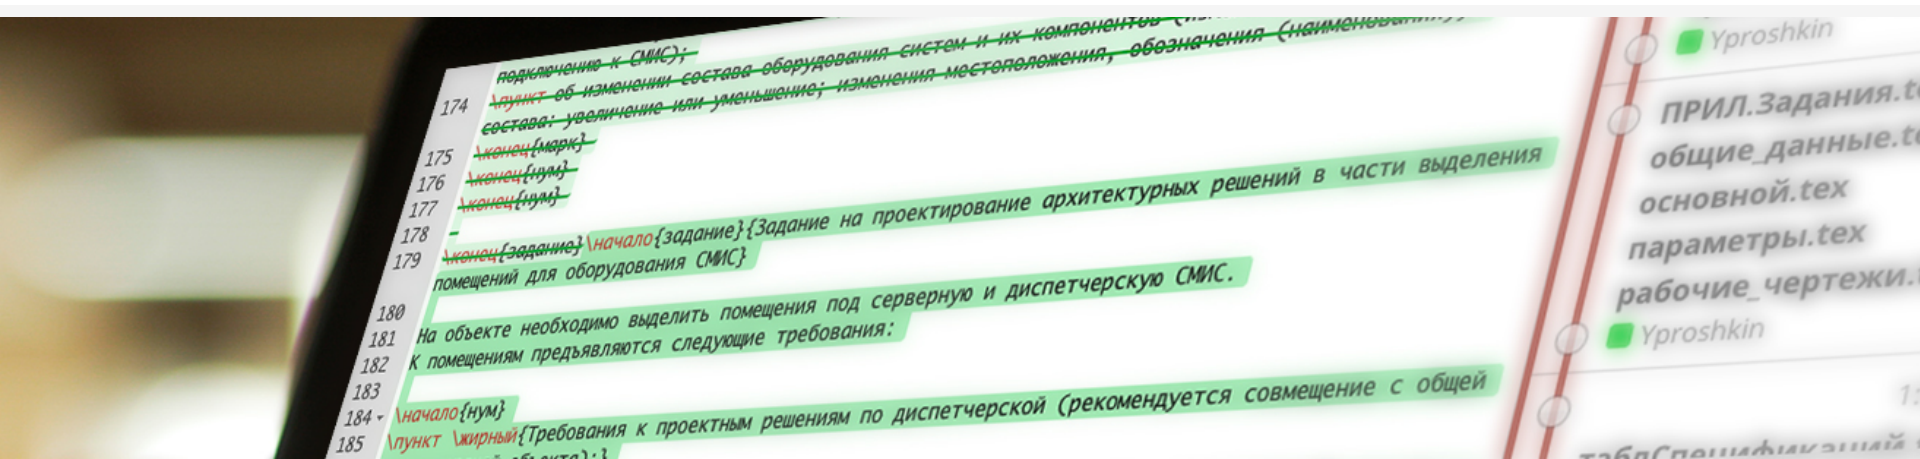 подключению к СМИС);
174 \пункт об изменении состава оборудования систем и их компонентов
состава: увеличение или уменьшение; изменения местоположения, обозначения (наименования
175 \конец{марк}
176 \конец{нум}
177 \конец{нум}
178
179 \конец{задание}\начало{задание}{Задание на проектирование архитектурных решений в части выделения
помещений для оборудования СМИС}
180
181 На объекте необходимо выделить помещения под серверную и диспетчерскую СМИС.
182 К помещениям предъявляются следующие требования:
183
184 \начало{нум}
185 \пункт \жирный{Требования к проектным решениям по диспетчерской (рекомендуется совмещение с общей
Yproshkin
ПРИЛ.Задания.te
общие_данные.te
основной.tex
параметры.tex
рабочие_чертежи.
Yproshkin